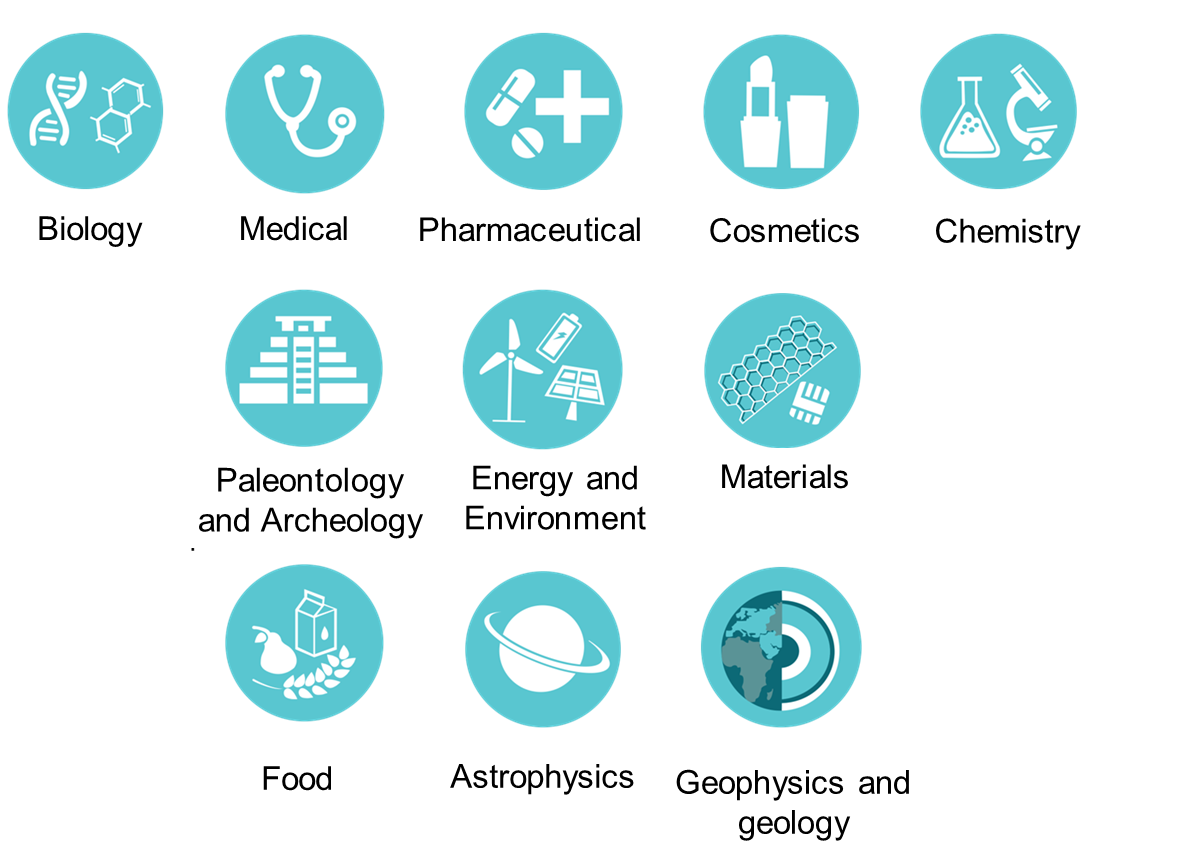 Biology
Medical
Pharmaceutical
Cosmetics
Chemistry
Paleontology
and Archeology
.
Energy and
Environment
Materials
Food
Astrophysics
Geophysics and
geology